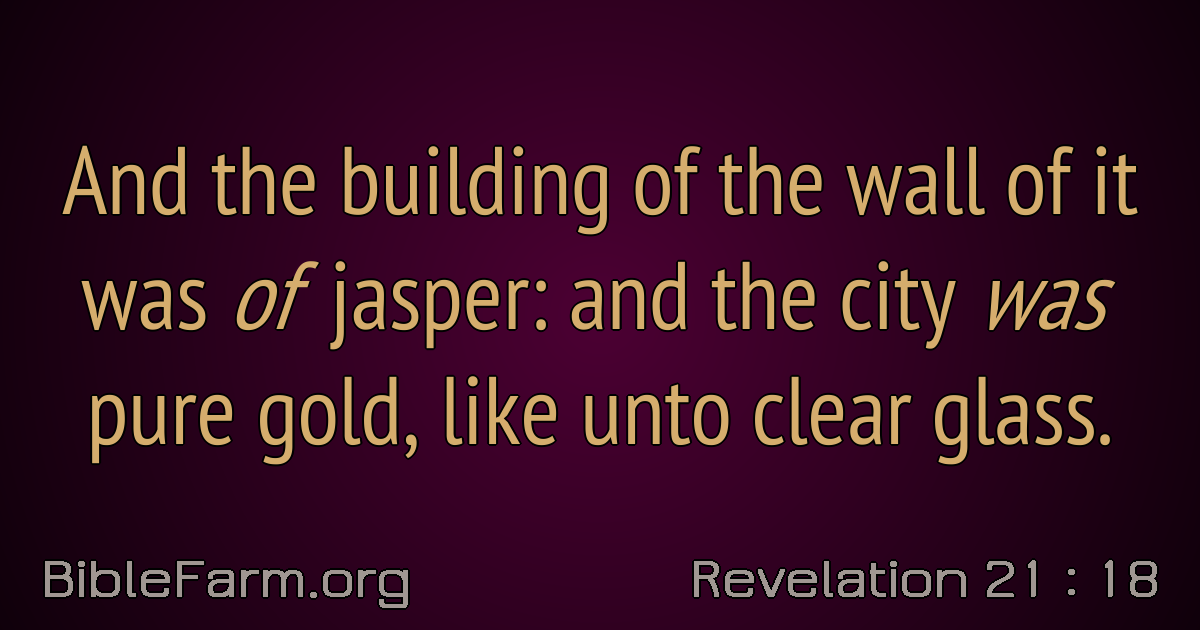 And the building of the wall of it
was of jasper: and the city was
pure gold, like unto clear glass.
BibleFarm.org
Revelation 21 : 18